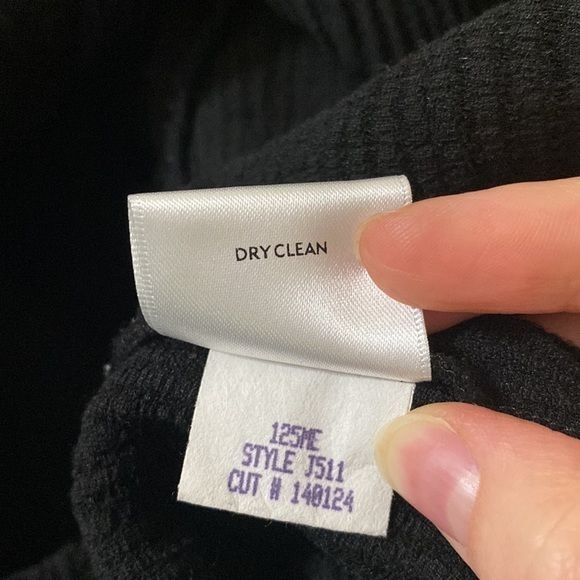 DRY CLEAN
125ME
STYLE J511
CUT # 140124